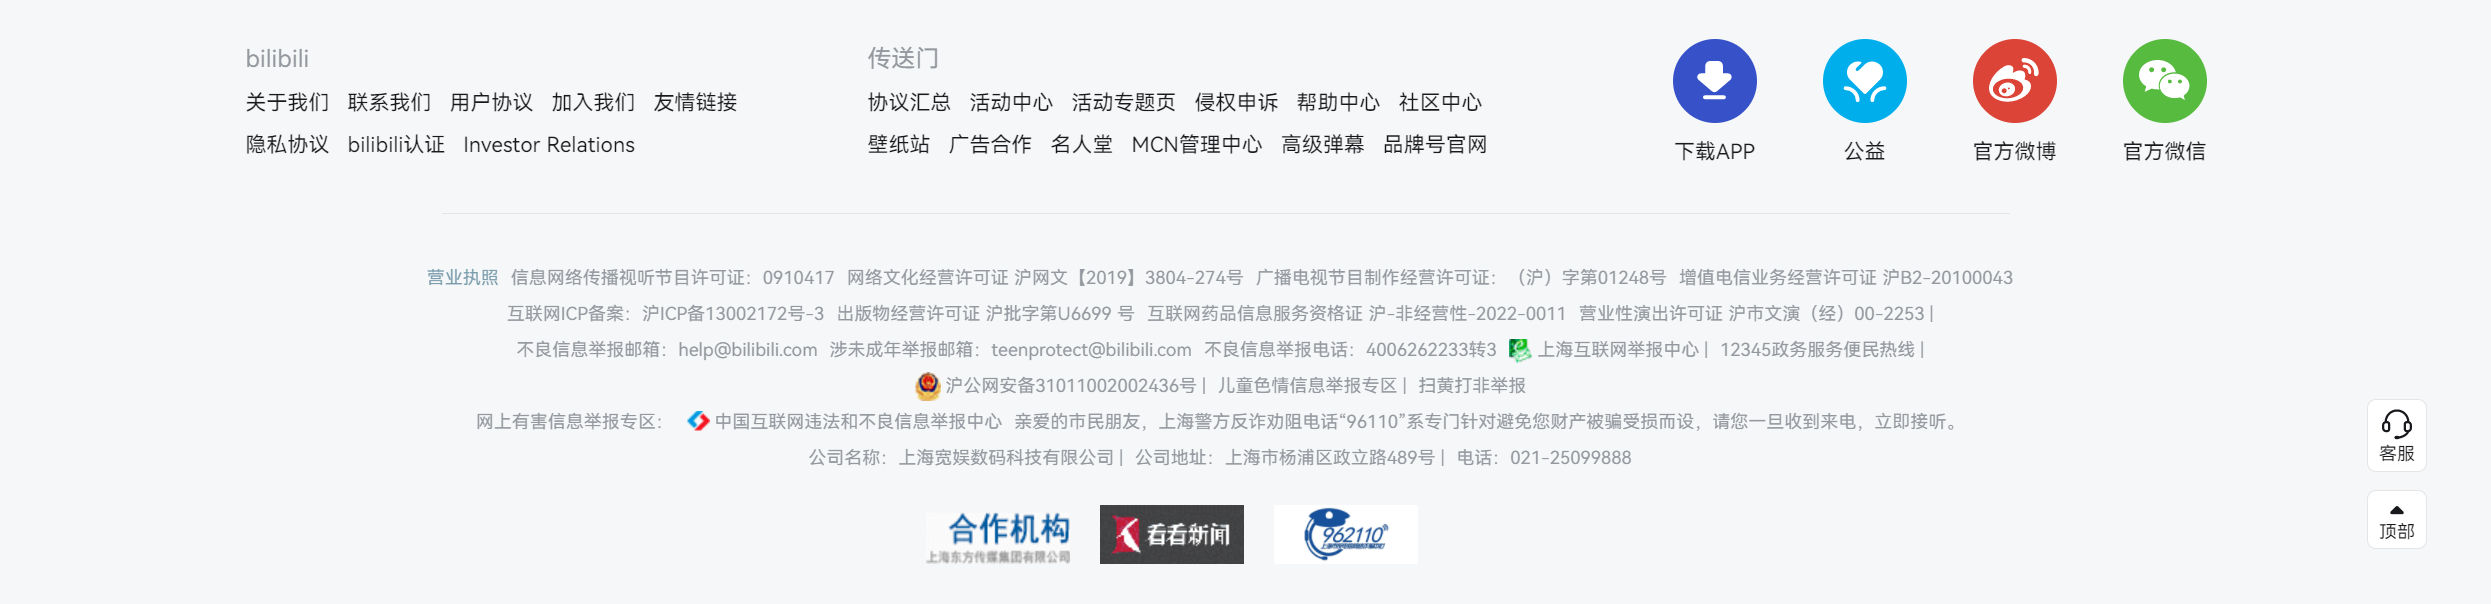 bilibili
关于我们 联系我们 用户协议 加入我们 友情链接
隐私协议 bilibili认证 Investor Relations
传送门
协议汇总 活动中心 活动专题页 侵权申诉 帮助中心 社区中心
壁纸站 广告合作 名人堂 MCN管理中心 高级弹幕 品牌号官网
下载APP 公益 官方微博 官方微信
营业执照 信息网络传播视听节目许可证：0910417 网络文化经营许可证 沪网文【2019】3804-274号 广播电视节目制作经营许可证：（沪）字第01248号 增值电信业务经营许可证 沪B2-20100043
互联网ICP备案：沪ICP备13002172号-3 出版物经营许可证 沪批字第U6699 号 互联网药品信息服务资格证 沪-非经营性-2022-0011 营业性演出许可证 沪市文演（经）00-2253 |
不良信息举报邮箱：help@bilibili.com 涉未成年举报邮箱：teenprotect@bilibili.com 不良信息举报电话：4006262233转3 上海互联网举报中心 | 12345政务服务便民热线 |
沪公网安备31011002002436号 | 儿童色情信息举报专区 | 扫黄打非举报
网上有害信息举报专区： 中国互联网违法和不良信息举报中心 亲爱的市民朋友，上海警方反诈劝阻电话“96110”系专门针对避免您财产被骗受损而设，请您一旦收到来电，立即接听。
公司名称：上海宽娱数码科技有限公司 | 公司地址：上海市杨浦区政立路489号 | 电话：021-25099888
合作机构
上海东方传媒集团有限公司
看看新闻
962110
客服
顶部